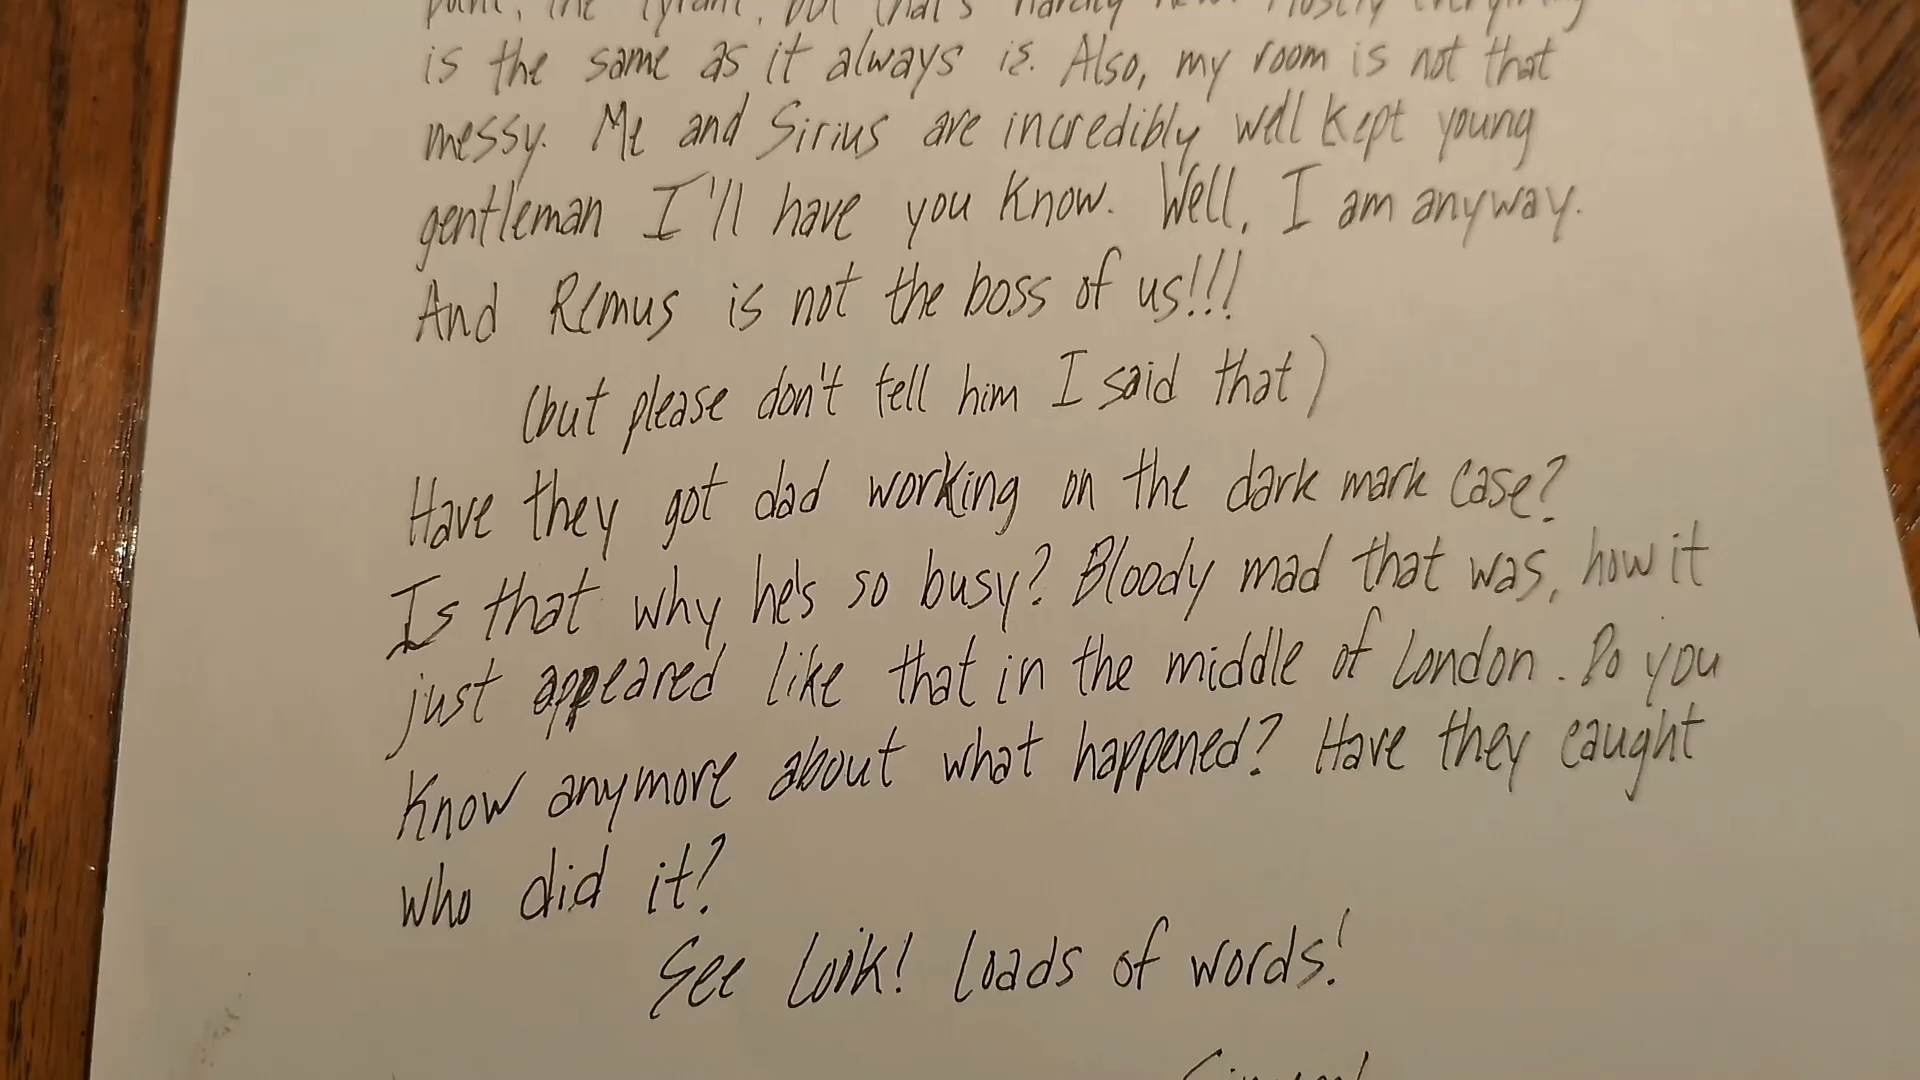 is the same as it always is. Also, my room is not that
messy. Me and Sirius are incredibly well kept young
gentleman I'll have you know. Well, I am anyway.
And Remus is not the boss of us!!!
(but please don't tell him I said that)
Have they got dad working on the dark mark case?
Is that why he's so busy? Bloody mad that was, how it
just appeared like that in the middle of London. Do you
know anymore about what happened? Have they caught
who did it?
See look! Loads of words!